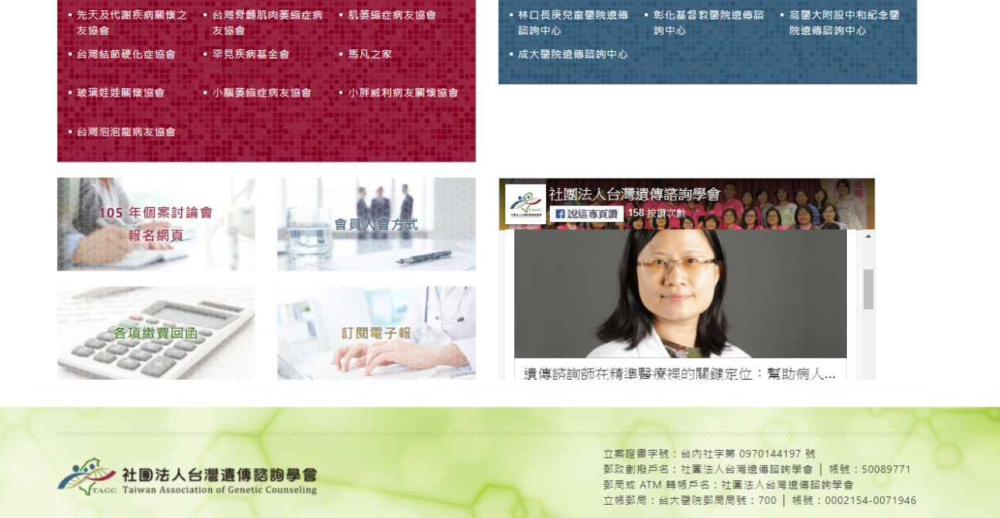 先天及代謝疾病關懷之友協會
台灣脊髓肌肉萎縮症病友協會
肌萎縮症病友協會
台灣結節硬化症協會
罕見疾病基金會
馬凡之家
玻璃娃娃關懷協會
小腦萎縮症病友協會
小胖威利病友關懷協會
台灣泡泡龍病友協會
林口長庚兒童醫院遺傳諮詢中心
彰化基督教醫院遺傳諮詢中心
高醫大附設中和紀念醫院遺傳諮詢中心
成大醫院遺傳諮詢中心
105 年個案討論會
報名網頁
會員入會方式
各項繳費回函
訂閱電子報
社團法人台灣遺傳諮詢學會
說這專頁讚
158 按讚次數
遺傳諮詢師在精準醫療裡的關鍵定位：幫助病人...
TAGC
社團法人台灣遺傳諮詢學會
Taiwan Association of Genetic Counseling
立案證書字號：台內社字第 0970144197 號
郵政劃撥戶名：社團法人台灣遺傳諮詢學會 │ 帳號：50089771
郵局或 ATM 轉帳戶名：社團法人台灣遺傳諮詢學會
立帳郵局：台大醫院郵局局號：700 │ 帳號：0002154-0071946